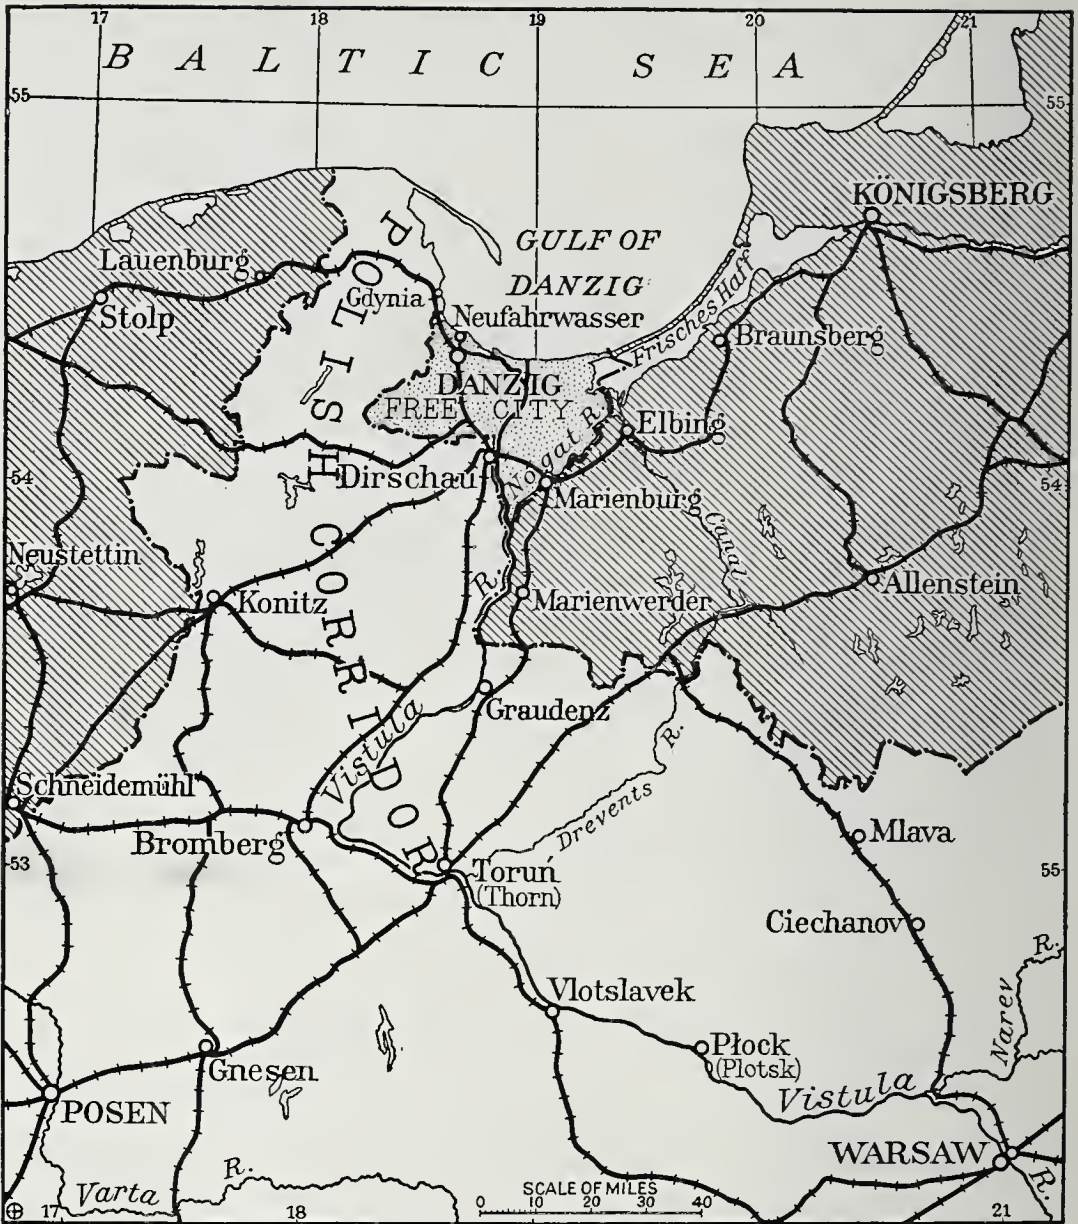 17 18 19 20 21
BALTIC SEA
55 55
KÖNIGSBERG
GULF OF
DANZIG
Lauenburg
Gdynia
Stolp
Neufahrwasser
Frisches Haff
Braunsberg
POLISH CORRIDOR
DANZIG
FREE CITY
Nogat R.
Elbing
Dirschau
54 54
Marienburg
Canal
Neustettin
R.
Allenstein
Konitz
Marienwerder
Graudenz
Vistula
R.
Schneidemühl
Drevents
Bromberg
Mlava
53 55
Toruń
(Thorn)
Ciechanov
R.
Narev
Vlotslavek
Płock
(Plotsk)
Gnesen
Vistula
POSEN
WARSAW
R.
R.
Varta
SCALE OF MILES
0 10 20 30 40
17 18 21